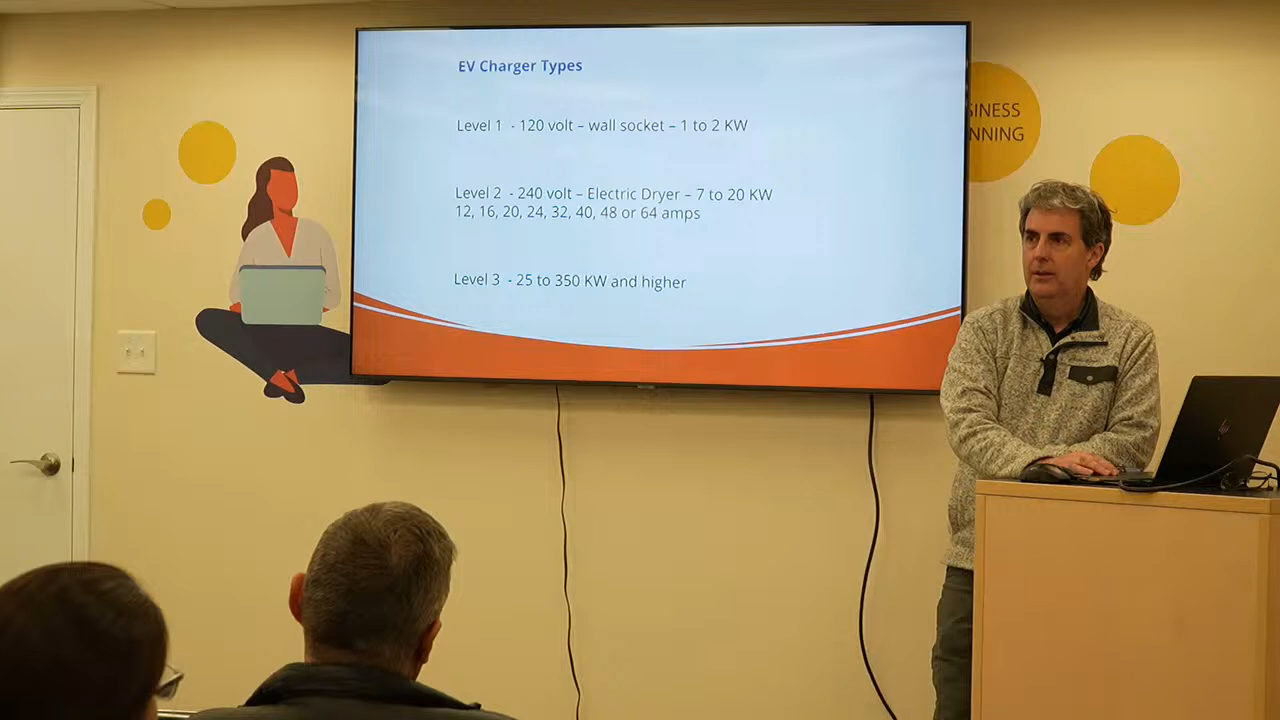 EV Charger Types
Level 1 - 120 volt – wall socket – 1 to 2 KW
Level 2 - 240 volt – Electric Dryer – 7 to 20 KW
12, 16, 20, 24, 32, 40, 48 or 64 amps
Level 3 - 25 to 350 KW and higher
INESS
NNING